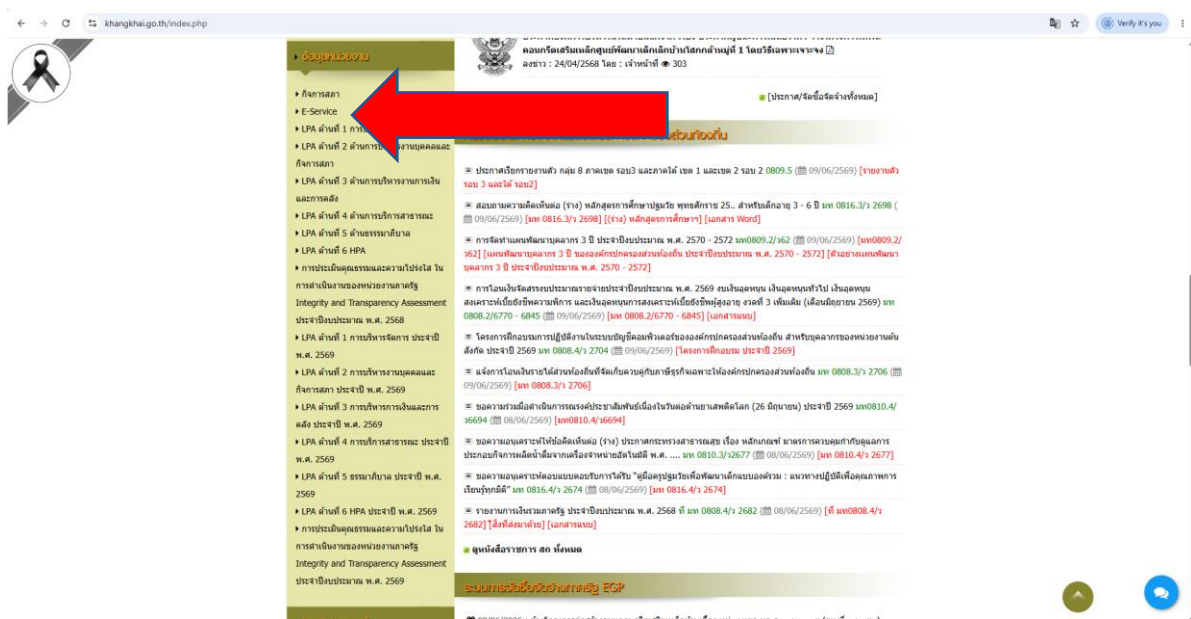 khangkhai.go.th/index.php
Verify it's you
ข้อมูลหน่วยงาน
กิจการสภา
E-Service
LPA ด้านที่ 1
LPA ด้านที่ 2 ด้านการบริหารงานบุคคลและ
กิจการสภา
LPA ด้านที่ 3 ด้านการบริหารงานการเงิน
และการคลัง
LPA ด้านที่ 4 ด้านการบริการสาธารณะ
LPA ด้านที่ 5 ด้านธรรมาภิบาล
LPA ด้านที่ 6 HPA
การประเมินคุณธรรมและความโปร่งใส ใน
การดำเนินงานของหน่วยงานภาครัฐ
Integrity and Transparency Assessment
ประจำปีงบประมาณ พ.ศ. 2568
LPA ด้านที่ 1 การบริหารจัดการ ประจำปี
พ.ศ. 2569
LPA ด้านที่ 2 การบริหารงานบุคคลและ
กิจการสภา ประจำปี พ.ศ. 2569
LPA ด้านที่ 3 การบริหารการเงินและการ
คลัง ประจำปี พ.ศ. 2569
LPA ด้านที่ 4 การบริการสาธารณะ ประจำปี
พ.ศ. 2569
LPA ด้านที่ 5 ธรรมาภิบาล ประจำปี พ.ศ.
2569
LPA ด้านที่ 6 HPA ประจำปี พ.ศ. 2569
การประเมินคุณธรรมและความโปร่งใส ใน
การดำเนินงานของหน่วยงานภาครัฐ
Integrity and Transparency Assessment
ประจำปีงบประมาณ พ.ศ. 2569
คอนกรีตเสริมเหล็กศูนย์พัฒนาเด็กเล็กบ้านโสกกล้าหมู่ที่ 1 โดยวิธีเฉพาะเจาะจง
ลงข่าว : 24/04/2568 โดย : เจ้าหน้าที่ 303
[ประกาศ/จัดซื้อจัดจ้างทั้งหมด]
ส่วนท้องถิ่น
ประกาศเรียกรายงานตัว กลุ่ม 8 ภาคเขต รอบ3 และภาคใต้ เขต 1 และเขต 2 รอบ 2 0809.5 (09/06/2569) [รายงานตัว
รอบ 3 และใต้ รอบ2]
สอบถามความคิดเห็นต่อ (ร่าง) หลักสูตรการศึกษาปฐมวัย พุทธศักราช 25.. สำหรับเด็กอายุ 3 - 6 ปี มท 0816.3/ว 2698 (
09/06/2569) [มท 0816.3/ว 2698] [(ร่าง) หลักสูตรการศึกษาฯ] [เอกสาร Word]
การจัดทำแผนพัฒนาบุคลากร 3 ปี ประจำปีงบประมาณ พ.ศ. 2570 - 2572 มท0809.2/ว62 (09/06/2569) [มท0809.2/
ว62] [แผนพัฒนาบุคลากร 3 ปี ขององค์กรปกครองส่วนท้องถิ่น ประจำปีงบประมาณ พ.ศ. 2570 - 2572] [ตัวอย่างแผนพัฒนา
บุคลากร 3 ปี ประจำปีงบประมาณ พ.ศ. 2570 - 2572]
การโอนเงินจัดสรรงบประมาณรายจ่ายประจำปีงบประมาณ พ.ศ. 2569 งบเงินอุดหนุน เงินอุดหนุนทั่วไป เงินอุดหนุน
สงเคราะห์เบี้ยยังชีพความพิการ และเงินอุดหนุนการสงเคราะห์เบี้ยยังชีพผู้สูงอายุ งวดที่ 3 เพิ่มเติม (เดือนมิถุนายน 2569) มท
0808.2/6770 - 6845 (09/06/2569) [มท 0808.2/6770 - 6845] [เอกสารแนบ]
โครงการฝึกอบรมการปฏิบัติงานในระบบบัญชีคอมพิวเตอร์ขององค์กรปกครองส่วนท้องถิ่น สำหรับบุคลากรของหน่วยงานต้น
สังกัด ประจำปี 2569 มท 0808.4/ว 2704 (09/06/2569) [โครงการฝึกอบรม ประจำปี 2569]
แจ้งการโอนเงินรายได้ส่วนท้องถิ่นที่จัดเก็บควบคู่กับภาษีธุรกิจเฉพาะให้องค์กรปกครองส่วนท้องถิ่น มท 0808.3/ว 2706 (
09/06/2569) [มท 0808.3/ว 2706]
ขอความร่วมมือดำเนินการรณรงค์ประชาสัมพันธ์เนื่องในวันต่อต้านยาเสพติดโลก (26 มิถุนายน) ประจำปี 2569 มท0810.4/
ว6694 (08/06/2569) [มท0810.4/ว6694]
ขอความอนุเคราะห์ให้ข้อคิดเห็นต่อ (ร่าง) ประกาศกระทรวงสาธารณสุข เรื่อง หลักเกณฑ์ มาตรการควบคุมกำกับดูแลการ
ประกอบกิจการผลิตน้ำดื่มจากเครื่องจำหน่ายอัตโนมัติ พ.ศ. .... มท 0810.3/ว2677 (08/06/2569) [มท 0810.4/ว 2677]
ขอความอนุเคราะห์ตอบแบบตอบรับการได้รับ "คู่มือครูปฐมวัยเพื่อพัฒนาเด็กแบบองค์รวม : แนวทางปฏิบัติเพื่อคุณภาพการ
เรียนรู้ทุกมิติ" มท 0816.4/ว 2674 (08/06/2569) [มท 0816.4/ว 2674]
รายงานการเงินรวมภาครัฐ ประจำปีงบประมาณ พ.ศ. 2568 ที่ มท 0808.4/ว 2682 (08/06/2569) [ที่ มท0808.4/ว
2682] [สิ่งที่ส่งมาด้วย] [เอกสารแนบ]
ดูหนังสือราชการ สถ ทั้งหมด
ระบบการจัดซื้อจัดจ้างภาครัฐ EGP